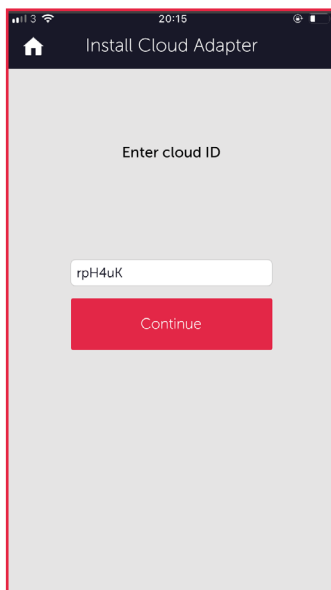 3 20:15
Install Cloud Adapter
Enter cloud ID
rpH4uK
Continue